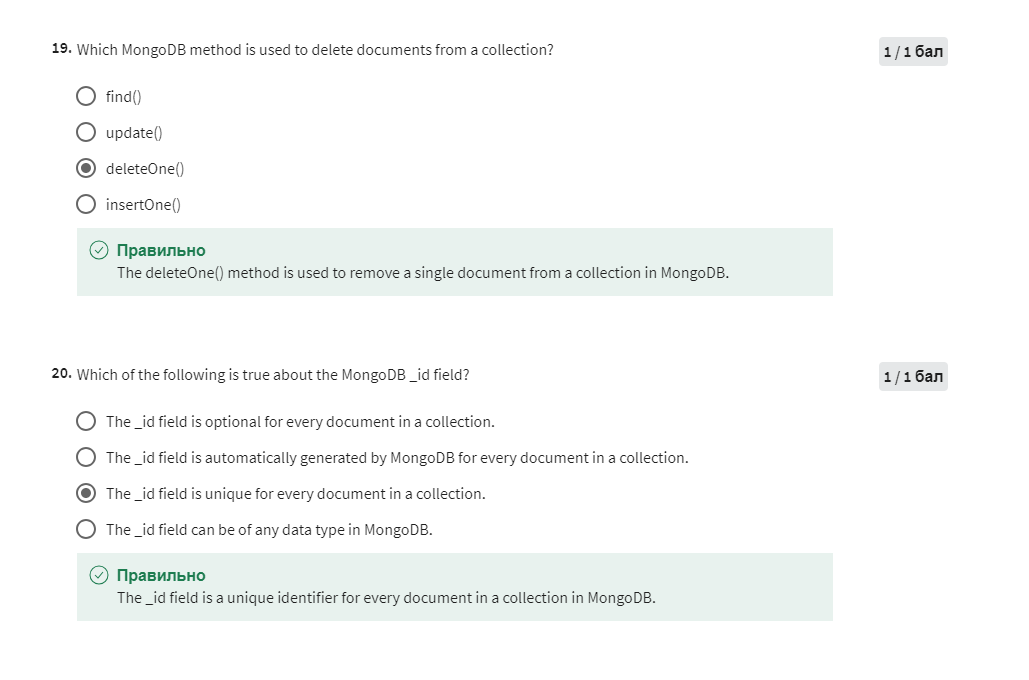 19. Which MongoDB method is used to delete documents from a collection?
1 / 1 бал
find()
update()
deleteOne()
insertOne()
Правильно
The deleteOne() method is used to remove a single document from a collection in MongoDB.
20. Which of the following is true about the MongoDB _id field?
1 / 1 бал
The _id field is optional for every document in a collection.
The _id field is automatically generated by MongoDB for every document in a collection.
The _id field is unique for every document in a collection.
The _id field can be of any data type in MongoDB.
Правильно
The _id field is a unique identifier for every document in a collection in MongoDB.